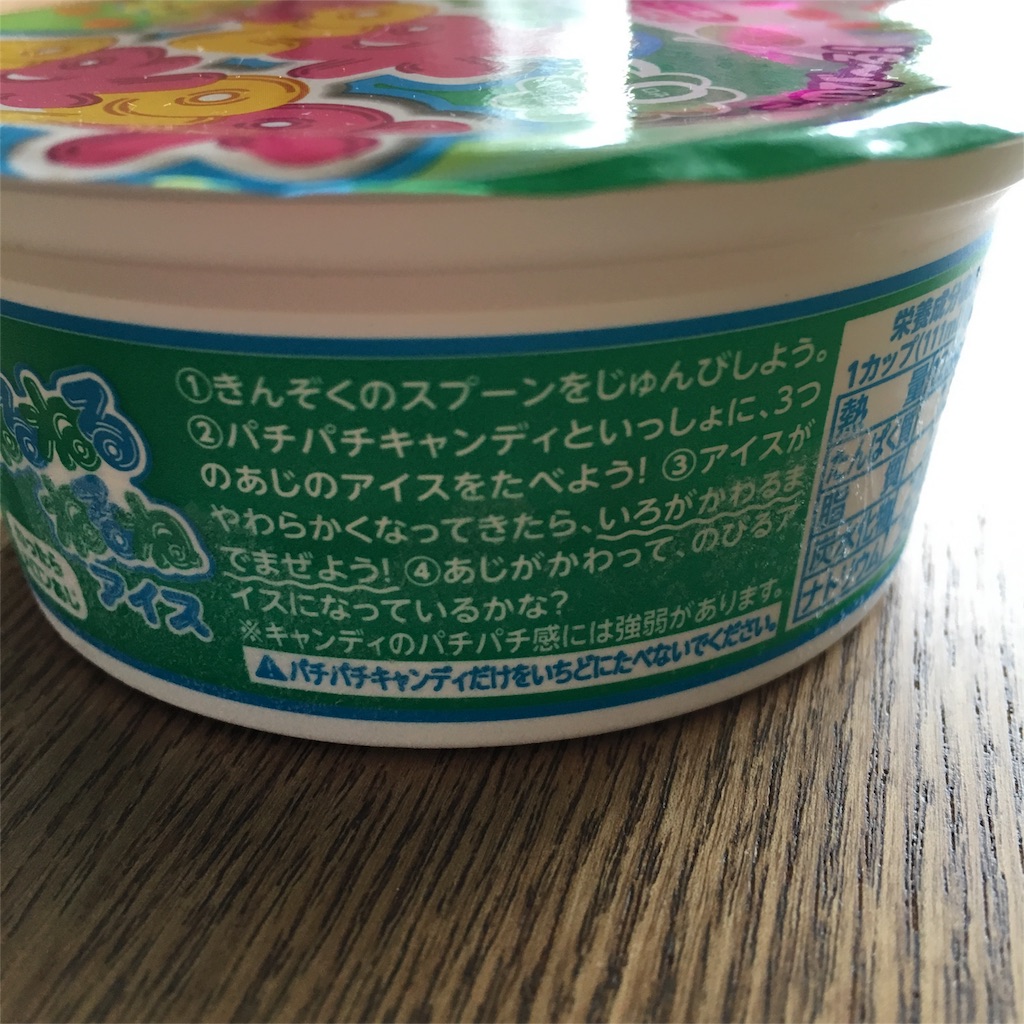 ①きんぞくのスプーンをじゅんびしよう。
②パチパチキャンディといっしょに、3つ
のあじのアイスをたべよう! ③アイスが
やわらかくなってきたら、いろがかわるま
でまぜよう! ④あじがかわって、のびるア
イスになっているかな?
※キャンディのパチパチ感には強弱があります。
パチパチキャンディだけをいちどにたべないでください。
るねる
ねるね
アイス
栄養成分
1カップ(111ml
熱 量
たんぱく質
脂 質
炭水化物
ナトリウム